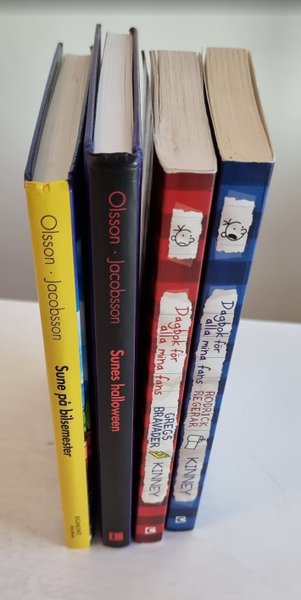 Olsson · Jacobsson
Sune på bilsemester
EGMONT
Olsson · Jacobsson
Sunes halloween
Dagbok för
alla mina fans
GREGS
BRAVADER
KINNEY
Dagbok för
alla mina fans
RODRICK
REGERAR
KINNEY